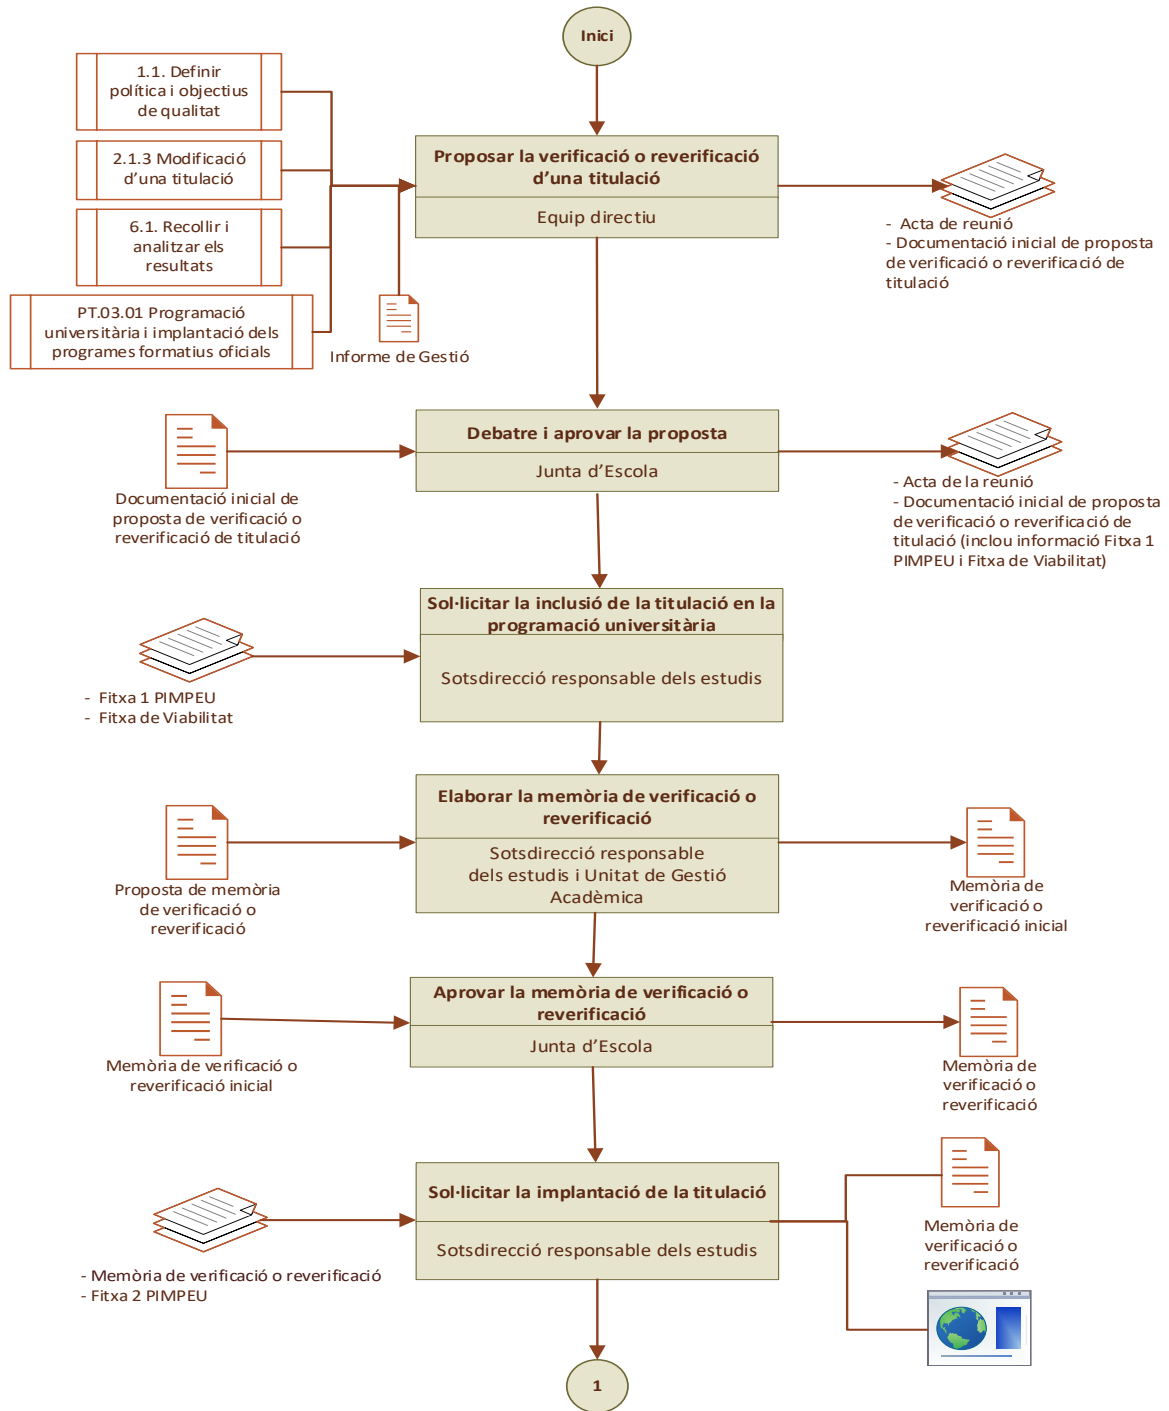 Inici
1.1. Definir
política i objectius
de qualitat
2.1.3 Modificació
d'una titulació
6.1. Recollir i
analitzar els
resultats
PT.03.01 Programació
universitària i implantació dels
programes formatius oficials
Informe de Gestió
Proposar la verificació o reverificació
d'una titulació
Equip directiu
- Acta de reunió
- Documentació inicial de proposta
de verificació o reverificació de
titulació
Documentació inicial de
proposta de verificació o
reverificació de titulació
Debatre i aprovar la proposta
Junta d'Escola
- Acta de la reunió
- Documentació inicial de proposta
de verificació o reverificació de
titulació (inclou informació Fitxa 1
PIMPEU i Fitxa de Viabilitat)
- Fitxa 1 PIMPEU
- Fitxa de Viabilitat
Sol·licitar la inclusió de la titulació en la
programació universitària
Sotsdirecció responsable dels estudis
Proposta de memòria
de verificació o
reverificació
Elaborar la memòria de verificació o
reverificació
Sotsdirecció responsable
dels estudis i Unitat de Gestió
Acadèmica
Memòria de
verificació o
reverificació inicial
Memòria de verificació o
reverificació inicial
Aprovar la memòria de verificació o
reverificació
Junta d'Escola
Memòria de
verificació o
reverificació
- Memòria de verificació o reverificació
- Fitxa 2 PIMPEU
Sol·licitar la implantació de la titulació
Sotsdirecció responsable dels estudis
Memòria de
verificació o
reverificació
1